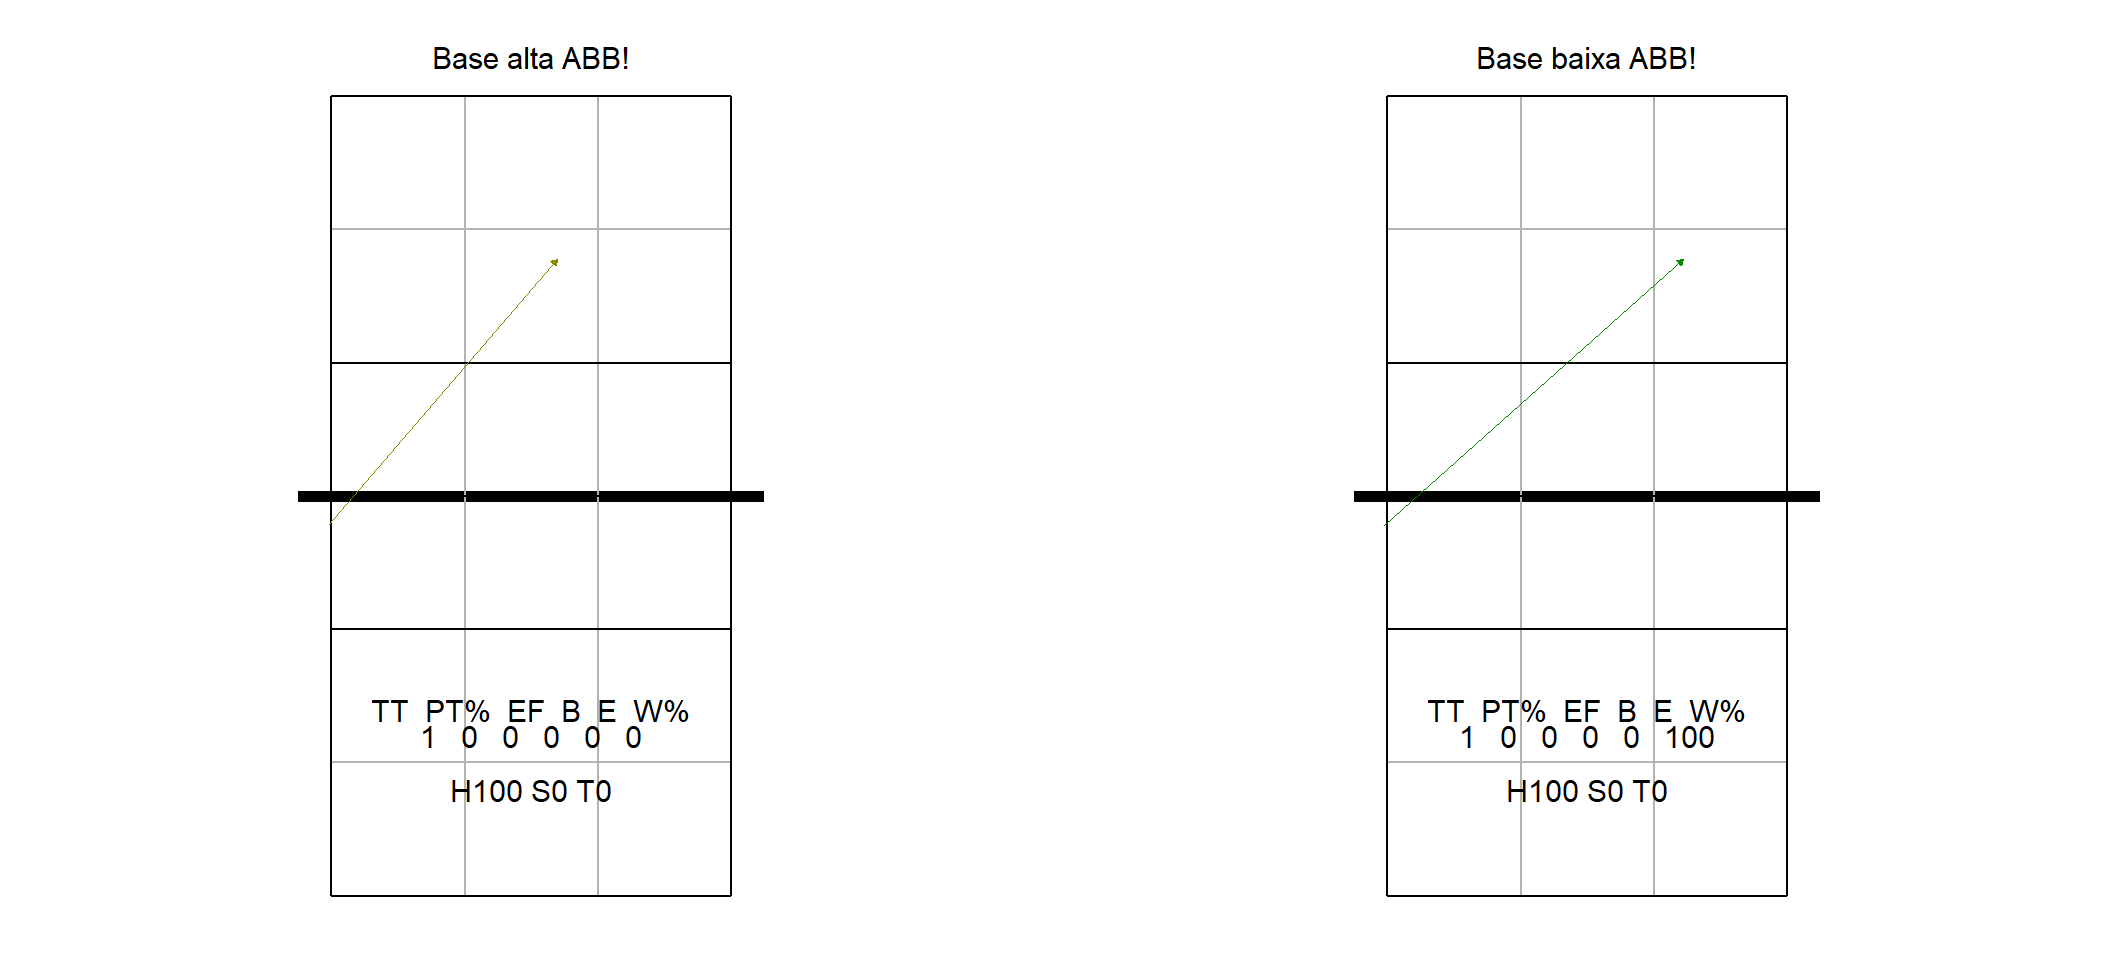 Base alta ABB!
TT PT% EF B E W%
1 0 0 0 0 0
H100 S0 T0
Base baixa ABB!
TT PT% EF B E W%
1 0 0 0 0 100
H100 S0 T0